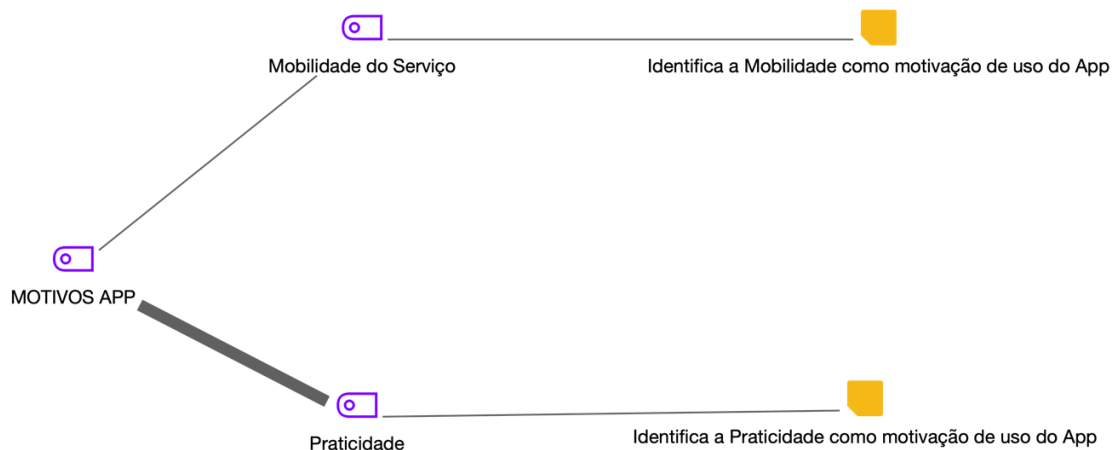 Mobilidade do Serviço
Identifica a Mobilidade como motivação de uso do App
MOTIVOS APP
Praticidade
Identifica a Praticidade como motivação de uso do App